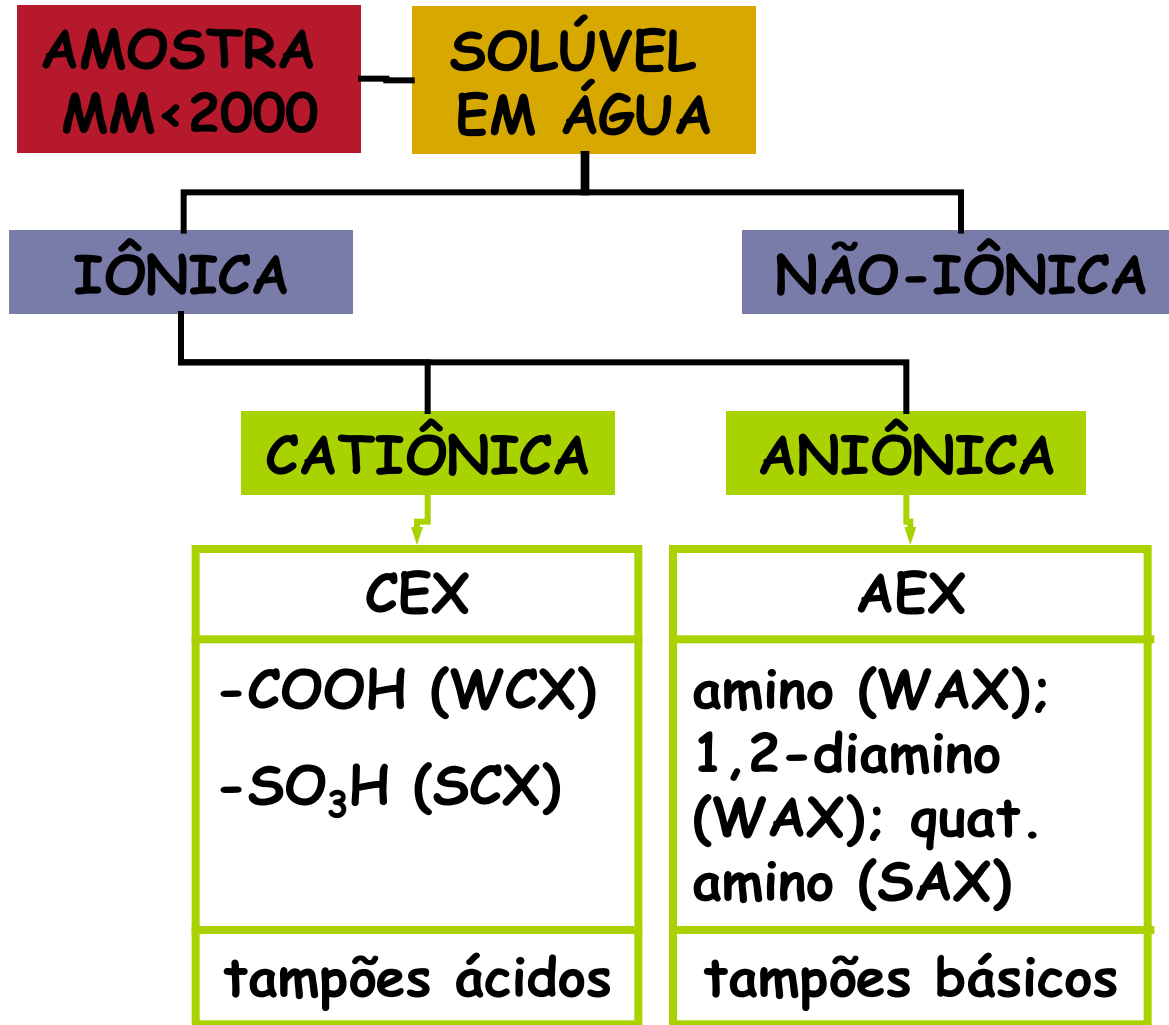 AMOSTRA
MM<2000
SOLÚVEL
EM ÁGUA
IÔNICA
NÃO-IÔNICA
CATIÔNICA
ANIÔNICA
CEX
-COOH (WCX)
-SO₃H (SCX)
tampões ácidos
AEX
amino (WAX);
1,2-diamino
(WAX); quat.
amino (SAX)
tampões básicos